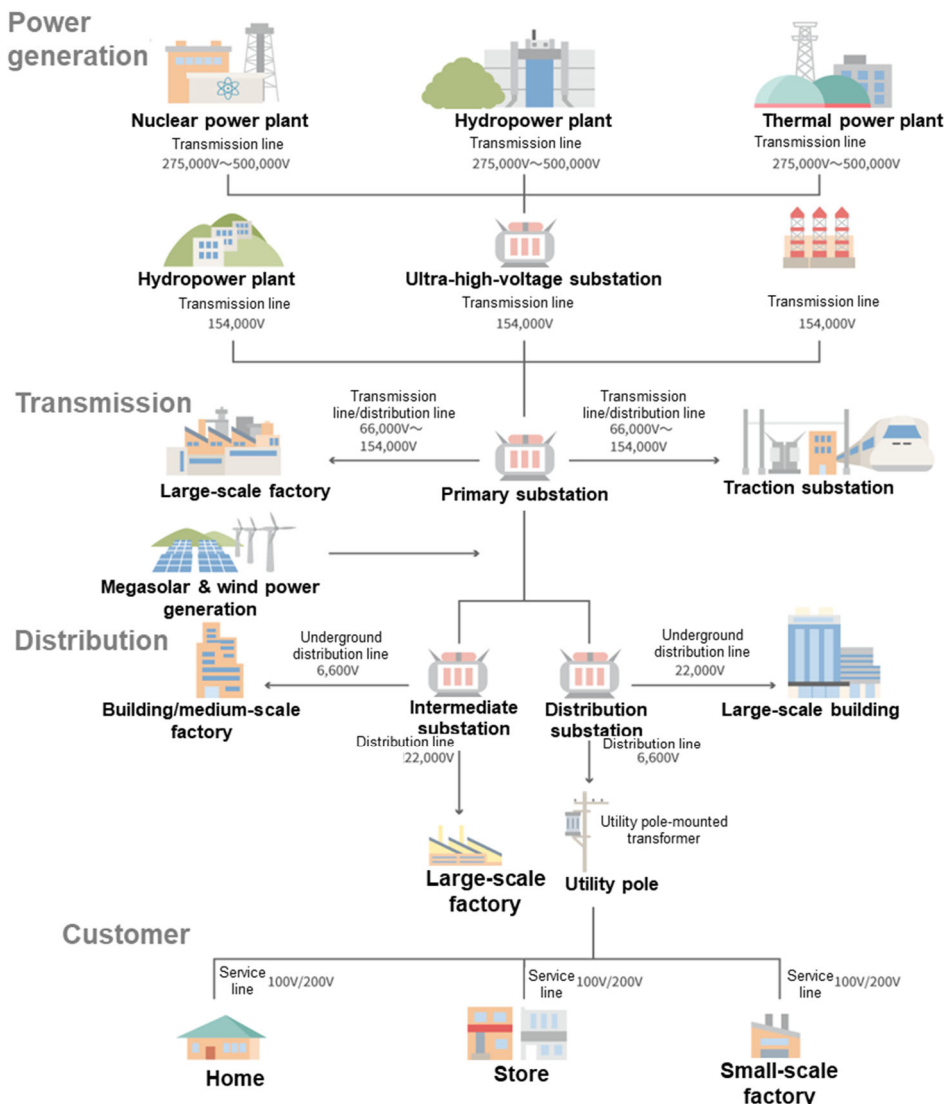 Power
generation
Nuclear power plant
Transmission line
275,000V～500,000V
Hydropower plant
Transmission line
275,000V～500,000V
Thermal power plant
Transmission line
275,000V～500,000V
Hydropower plant
Transmission line
154,000V
Ultra-high-voltage substation
Transmission line
154,000V
Transmission line
154,000V
Transmission
Large-scale factory
Transmission
line/distribution line
66,000V～
154,000V
Primary substation
Transmission
line/distribution line
66,000V～
154,000V
Traction substation
Megasolar & wind power
generation
Distribution
Building/medium-scale
factory
Underground
distribution line
6,600V
Intermediate
substation
Distribution
substation
Underground
distribution line
22,000V
Large-scale building
Distribution line
22,000V
Distribution line
6,600V
Large-scale
factory
Utility pole-mounted
transformer
Utility pole
Customer
Service
line
100V/200V
Home
Service
line
100V/200V
Store
Service
line
100V/200V
Small-scale
factory